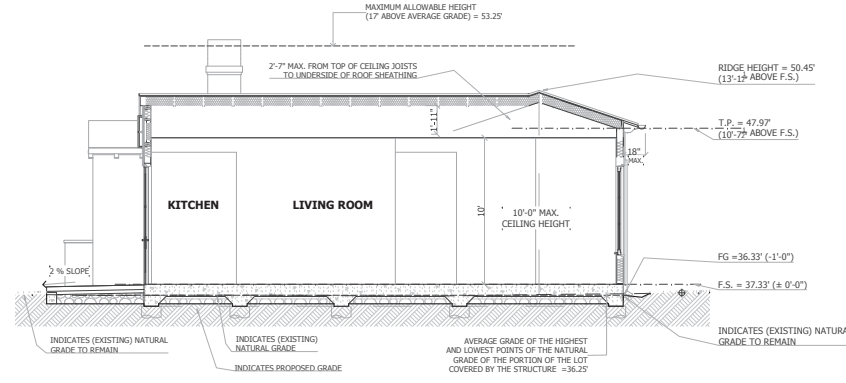 MAXIMUM ALLOWABLE HEIGHT
(17' ABOVE AVERAGE GRADE) = 53.25'
2'-7" MAX. FROM TOP OF CEILING JOISTS
TO UNDERSIDE OF ROOF SHEATHING
RIDGE HEIGHT = 50.45'
ABOVE F.S.)
1'-11"
T.P. = 47.97'
ABOVE F.S.)
18"
MAX.
KITCHEN
LIVING ROOM
10'
10'-0" MAX.
CEILING HEIGHT
2 % SLOPE
FG =36.33' (-1'-0")
F.S. = 37.33' (± 0'-0")
INDICATES (EXISTING) NATURAL
GRADE TO REMAIN
INDICATES (EXISTING)
NATURAL GRADE
INDICATES PROPOSED GRADE
AVERAGE GRADE OF THE HIGHEST
AND LOWEST POINTS OF THE NATURAL
GRADE OF THE PORTION OF THE LOT
COVERED BY THE STRUCTURE =36.25'
INDICATES (EXISTING) NATURA
GRADE TO REMAIN